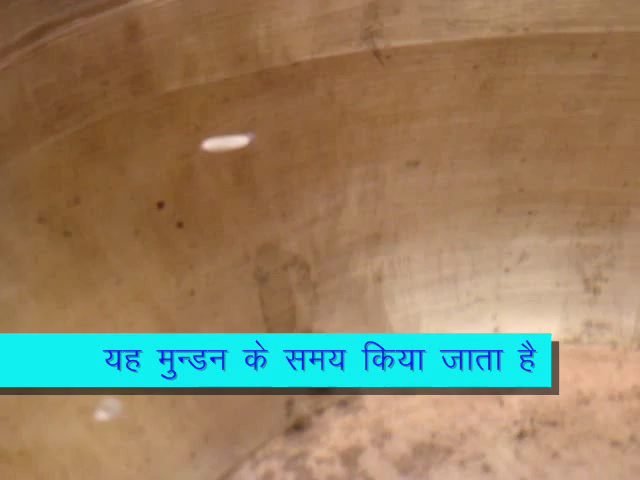 यह मुन्डन के समय किया जाता है